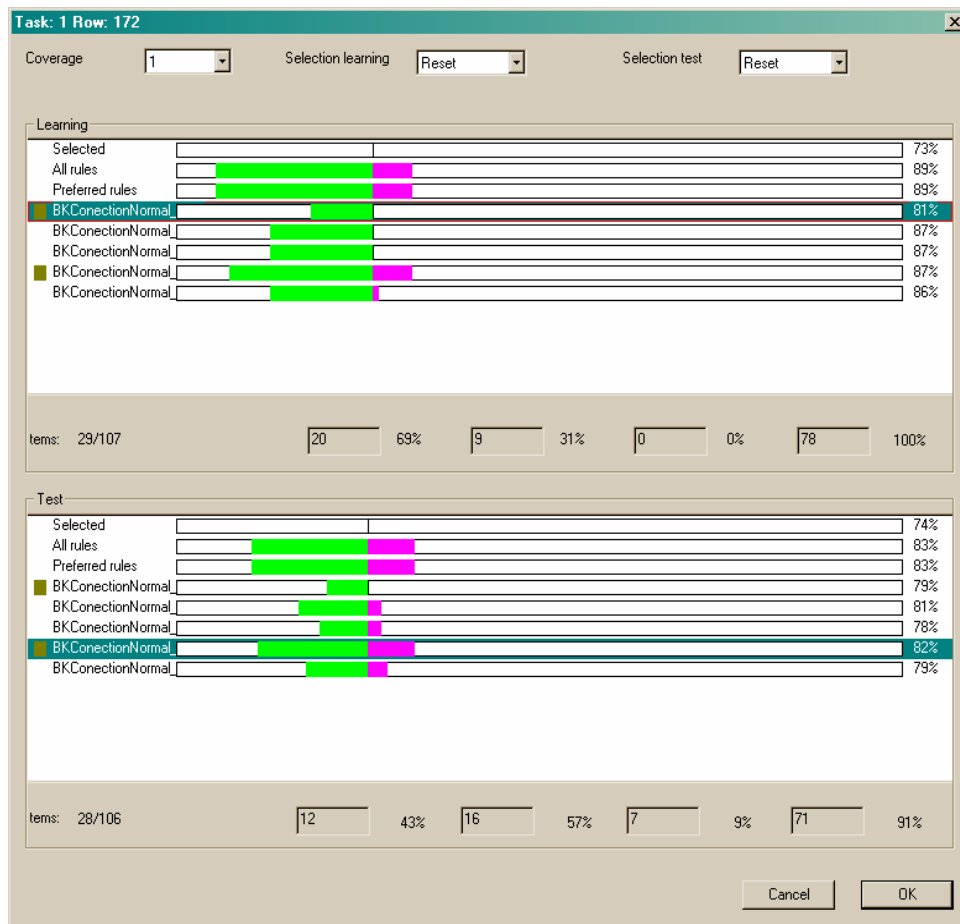 Task: 1 Row: 172
Coverage 1 Selection learning Reset Selection test Reset
Learning
Selected 73%
All rules 89%
Preferred rules 89%
BKConectionNormal_ 81%
BKConectionNormal_ 87%
BKConectionNormal_ 87%
BKConectionNormal_ 87%
BKConectionNormal_ 86%
tems: 29/107 20 69% 9 31% 0 0% 78 100%
Test
Selected 74%
All rules 83%
Preferred rules 83%
BKConectionNormal_ 79%
BKConectionNormal_ 81%
BKConectionNormal_ 78%
BKConectionNormal_ 82%
BKConectionNormal_ 79%
tems: 28/106 12 43% 16 57% 7 9% 71 91%
Cancel OK